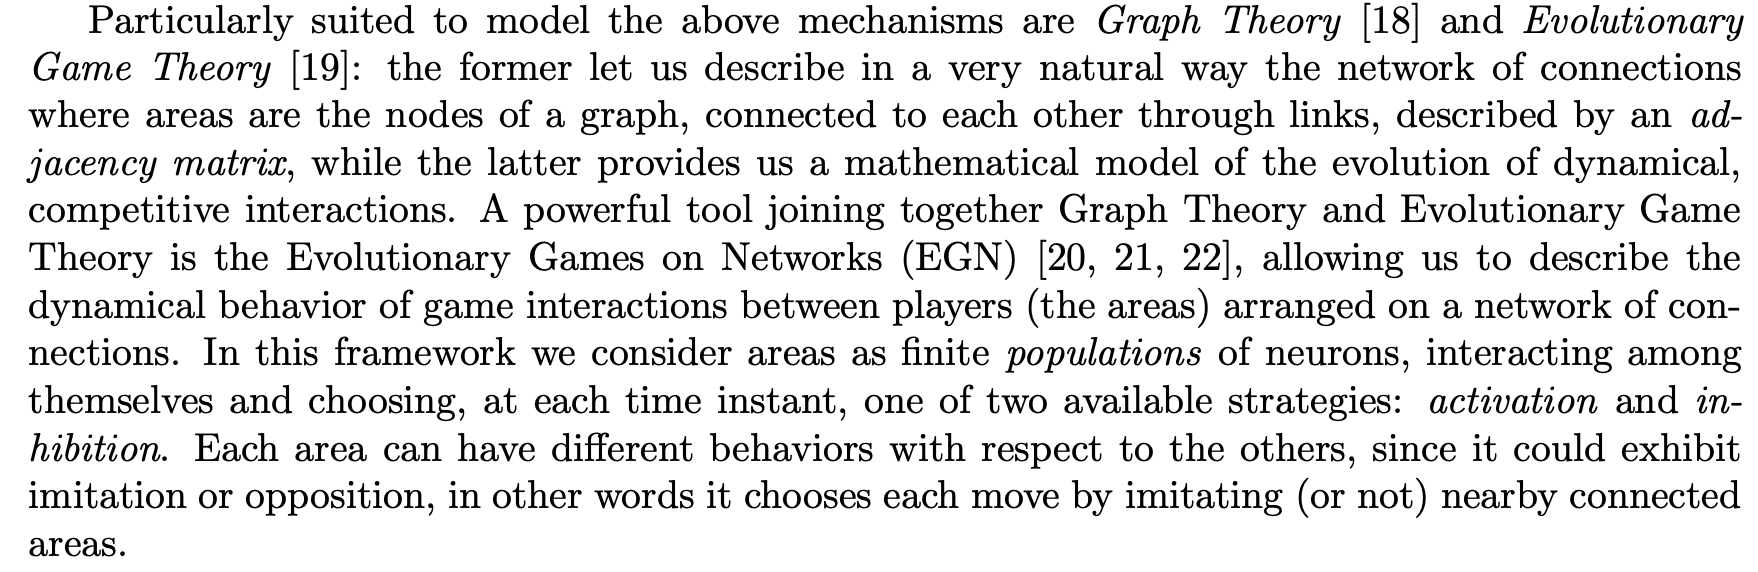 Particularly suited to model the above mechanisms are Graph Theory [18] and Evolutionary
Game Theory [19]: the former let us describe in a very natural way the network of connections
where areas are the nodes of a graph, connected to each other through links, described by an ad-
jacency matrix, while the latter provides us a mathematical model of the evolution of dynamical,
competitive interactions. A powerful tool joining together Graph Theory and Evolutionary Game
Theory is the Evolutionary Games on Networks (EGN) [20, 21, 22], allowing us to describe the
dynamical behavior of game interactions between players (the areas) arranged on a network of con-
nections. In this framework we consider areas as finite populations of neurons, interacting among
themselves and choosing, at each time instant, one of two available strategies: activation and in-
hibition. Each area can have different behaviors with respect to the others, since it could exhibit
imitation or opposition, in other words it chooses each move by imitating (or not) nearby connected
areas.